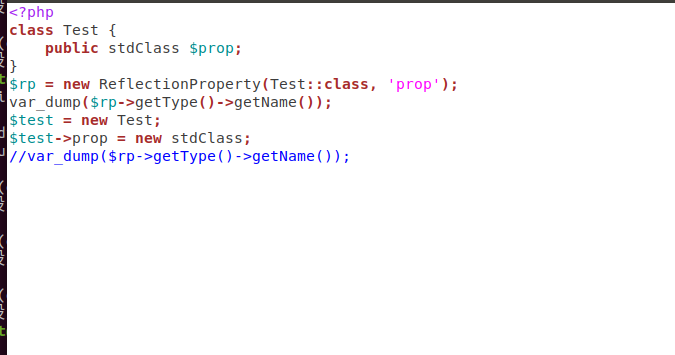 <?php
class Test {
    public stdClass $prop;
}
$rp = new ReflectionProperty(Test::class, 'prop');
var_dump($rp->getType()->getName());
$test = new Test;
$test->prop = new stdClass;
//var_dump($rp->getType()->getName());